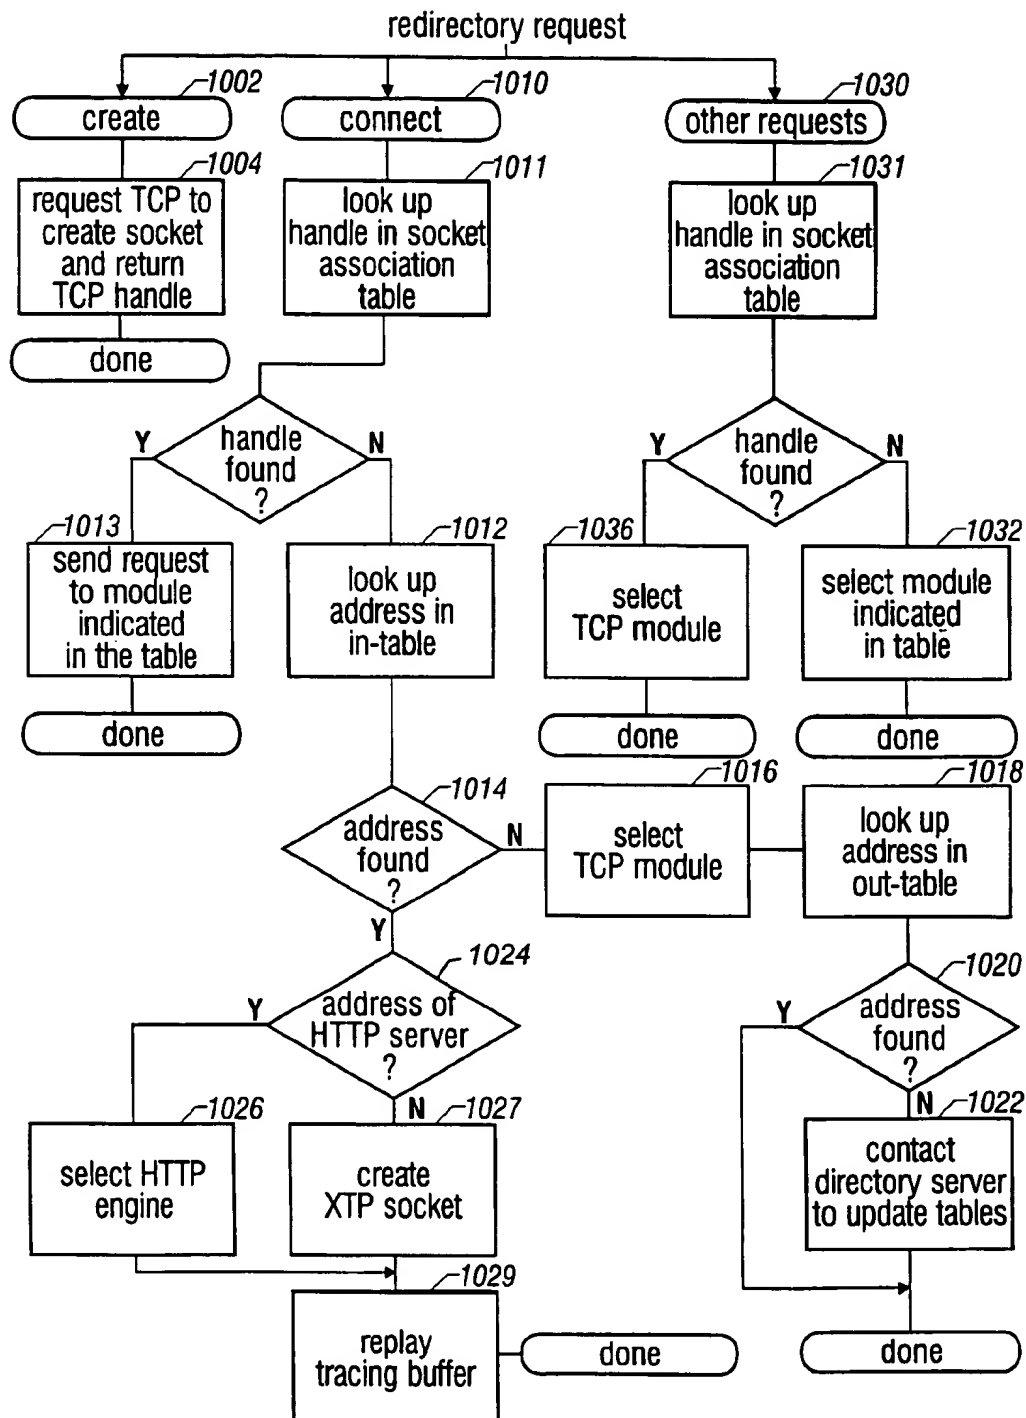 redirectory request
1002
create
1010
connect
1030
other requests
1004
request TCP to
create socket
and return
TCP handle
1011
look up
handle in socket
association
table
1031
look up
handle in socket
association
table
done
Y
handle
found
?
N
Y
handle
found
?
N
1013
send request
to module
indicated
in the table
1012
look up
address in
in-table
1036
select
TCP module
1032
select module
indicated
in table
done
done
done
1014
address
found
?
N
Y
1016
select
TCP module
1018
look up
address in
out-table
1024
address of
HTTP server
?
Y
N
1020
address
found
?
Y
N
1026
select HTTP
engine
1027
create
XTP socket
1022
contact
directory server
to update tables
1029
replay
tracing buffer
done
done